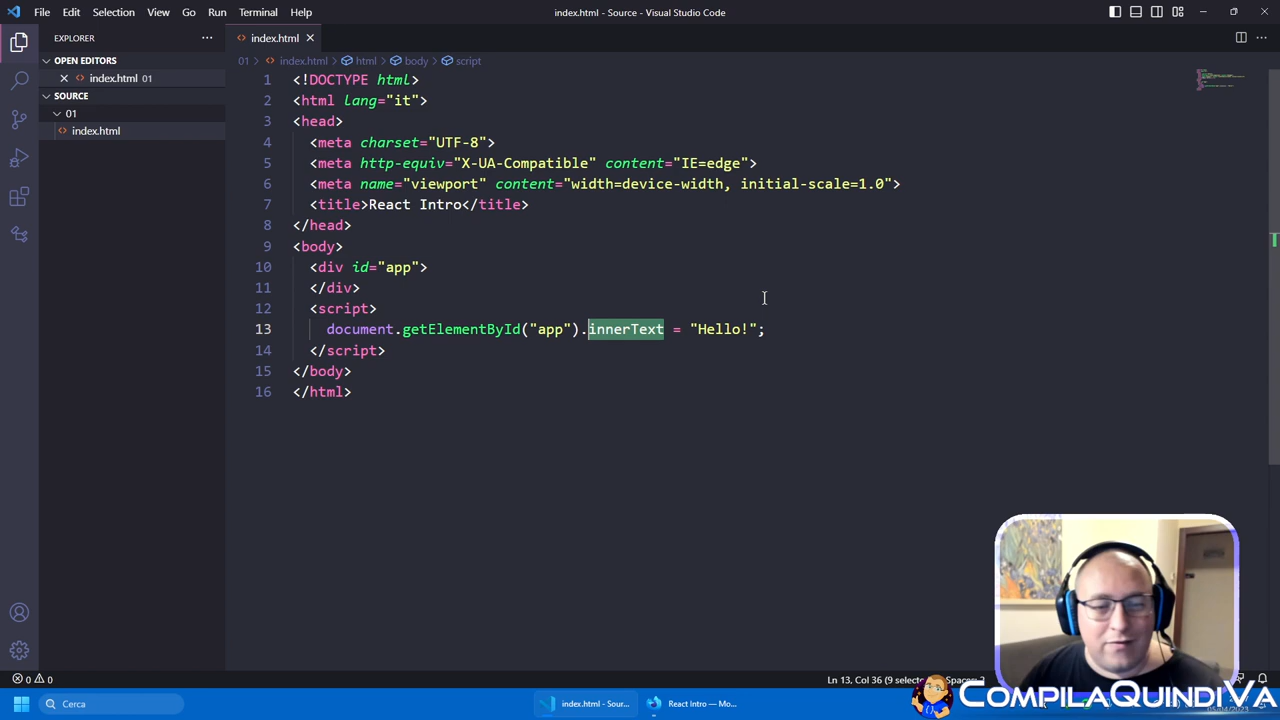 File Edit Selection View Go Run Terminal Help
index.html - Source - Visual Studio Code
EXPLORER
index.html
OPEN EDITORS
index.html 01
SOURCE
01
index.html
01 index.html html body script
1 <!DOCTYPE html>
2 <html lang="it">
3 <head>
4 <meta charset="UTF-8">
5 <meta http-equiv="X-UA-Compatible" content="IE=edge">
6 <meta name="viewport" content="width=device-width, initial-scale=1.0">
7 <title>React Intro</title>
8 </head>
9 <body>
10 <div id="app">
11 </div>
12 <script>
13 document.getElementById("app").innerText = "Hello!";
14 </script>
15 </body>
16 </html>
0 0
Ln 13, Col 36 (9 selec
Cerca
index.html - Sour...
React Intro — Mo...
COMPILAQUINDIVA